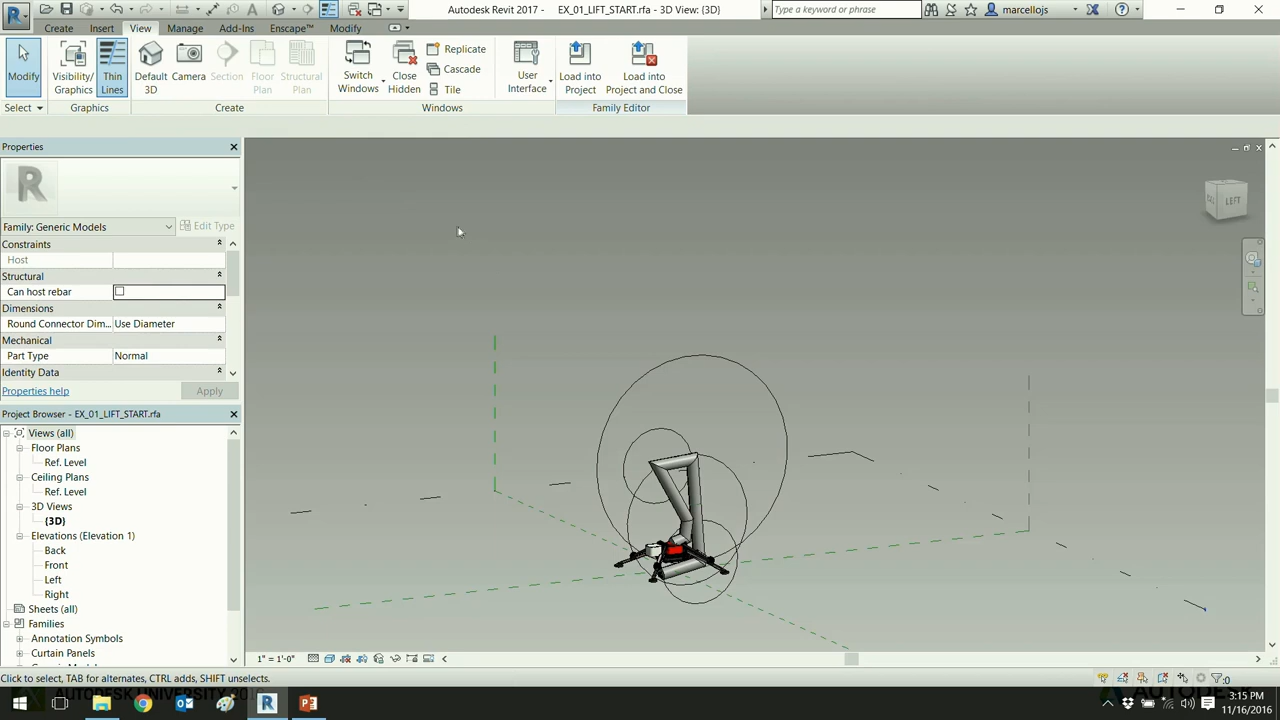 Autodesk Revit 2017 - EX_01_LIFT_START.rfa - 3D View: {3D}
Type a keyword or phrase
marcellojs
Create Insert View Manage Add-Ins Enscape™ Modify
Modify
Visibility/ Graphics
Thin Lines
Default 3D
Camera
Section
Floor Plan
Structural Plan
Switch Windows
Close Hidden
Replicate
Cascade
Tile
User Interface
Load into Project
Load into Project and Close
Select Graphics Create Windows Family Editor
Properties
R
Family: Generic Models Edit Type
Constraints
Host
Structural
Can host rebar
Dimensions
Round Connector Dim... Use Diameter
Mechanical
Part Type Normal
Identity Data
Properties help Apply
Project Browser - EX_01_LIFT_START.rfa
Views (all)
Floor Plans
Ref. Level
Ceiling Plans
Ref. Level
3D Views
{3D}
Elevations (Elevation 1)
Back
Front
Left
Right
Sheets (all)
Families
Annotation Symbols
Curtain Panels
LEFT
1" = 1'-0"
Click to select, TAB for alternates, CTRL adds, SHIFT unselects.
:0
3:15 PM
11/16/2016